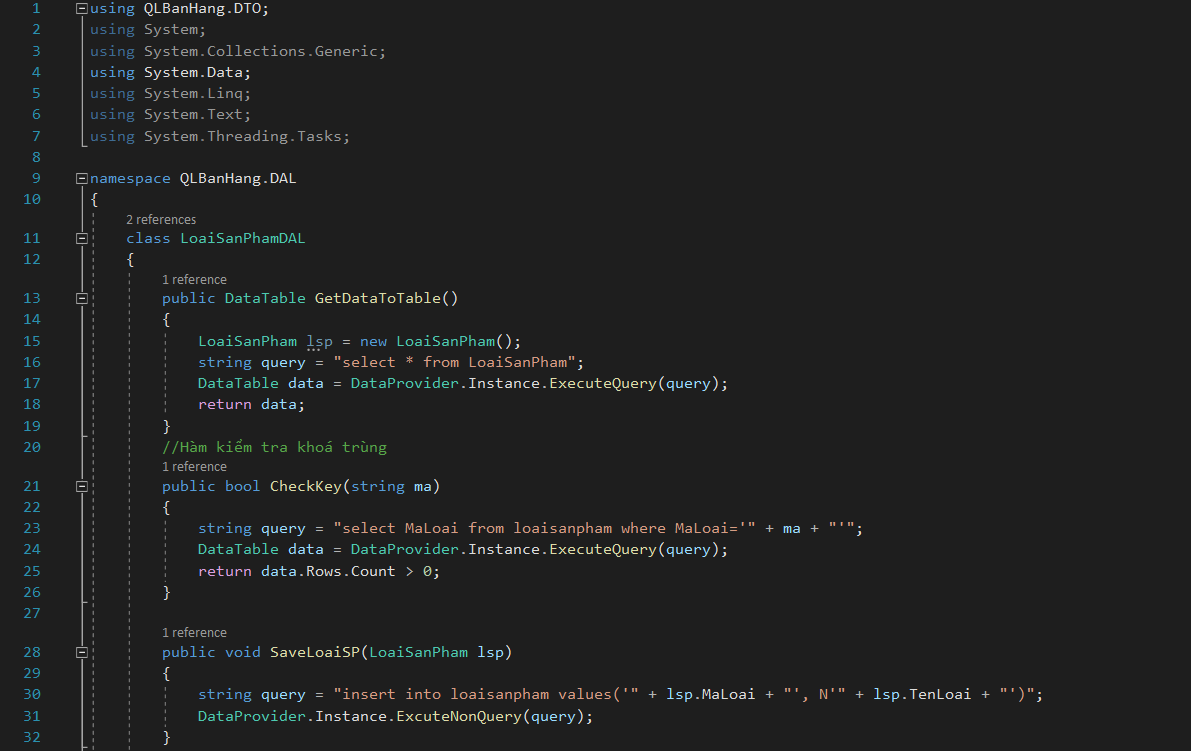 1 using QLBanHang.DTO;
2 using System;
3 using System.Collections.Generic;
4 using System.Data;
5 using System.Linq;
6 using System.Text;
7 using System.Threading.Tasks;
8
9 namespace QLBanHang.DAL
10 {
2 references
11 class LoaiSanPhamDAL
12 {
1 reference
13 public DataTable GetDataToTable()
14 {
15 LoaiSanPham lsp = new LoaiSanPham();
16 string query = "select * from LoaiSanPham";
17 DataTable data = DataProvider.Instance.ExecuteQuery(query);
18 return data;
19 }
20 //Hàm kiểm tra khoá trùng
1 reference
21 public bool CheckKey(string ma)
22 {
23 string query = "select MaLoai from loaisanpham where MaLoai='" + ma + "'";
24 DataTable data = DataProvider.Instance.ExecuteQuery(query);
25 return data.Rows.Count > 0;
26 }
27
1 reference
28 public void SaveLoaiSP(LoaiSanPham lsp)
29 {
30 string query = "insert into loaisanpham values('" + lsp.MaLoai + "', N'" + lsp.TenLoai + "')";
31 DataProvider.Instance.ExcuteNonQuery(query);
32 }